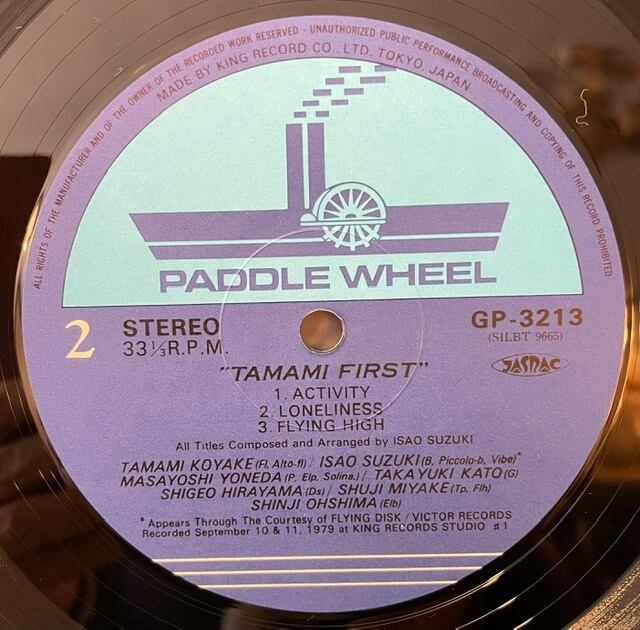 ALL RIGHTS OF THE MANUFACTURER AND OF THE OWNER OF THE RECORDED WORK RESERVED · UNAUTHORIZED PUBLIC PERFORMANCE BROADCASTING AND COPYING OF THIS RECORD PROHIBITED
MADE BY KING RECORD CO., LTD, TOKYO, JAPAN
PADDLE WHEEL
2 STEREO GP-3213
33⅓R.P.M. (SILBT 9665)
JASRAC
"TAMAMI FIRST"
1. ACTIVITY
2. LONELINESS
3. FLYING HIGH
All Titles Composed and Arranged by ISAO SUZUKI
TAMAMI KOYAKE(Fl, Alto-fl) / ISAO SUZUKI(B, Piccolo-b, Vibe)*
MASAYOSHI YONEDA(P. Elp. Solina.) / TAKAYUKI KATO(G)
SHIGEO HIRAYAMA(Ds) / SHUJI MIYAKE(Tp. Flh)
SHINJI OHSHIMA(Elb)
* Appears Through The Courtesy of FLYING DISK / VICTOR RECORDS
Recorded September 10 & 11, 1979 at KING RECORDS STUDIO #1